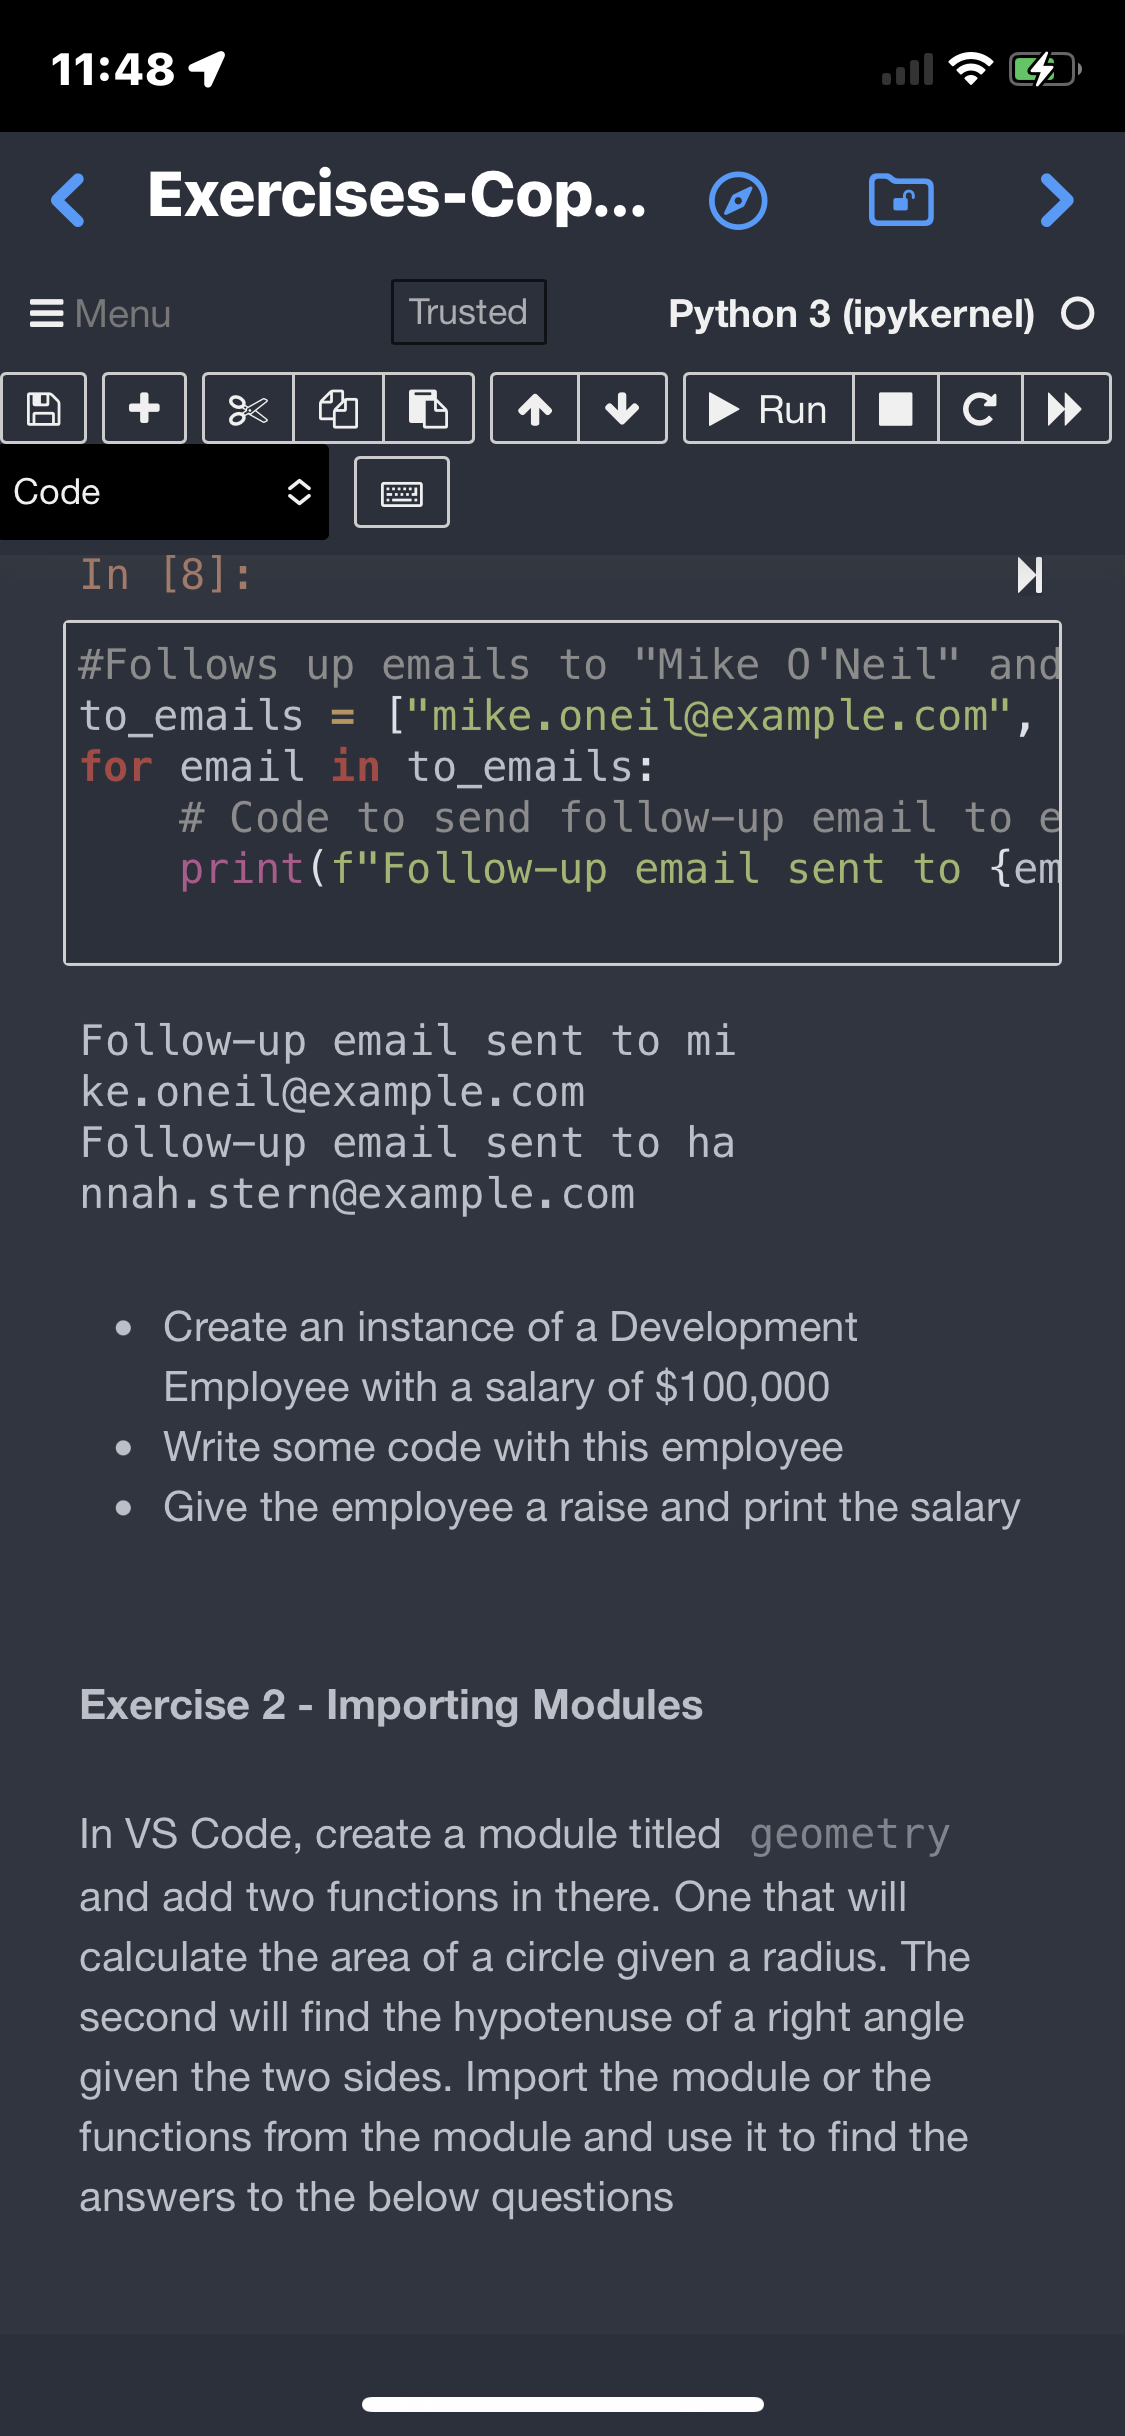 11:48
Exercises-Cop...
Menu
Trusted
Python 3 (ipykernel)
Run
Code
In [8]:
#Follows up emails to "Mike O'Neil" and
to_emails = ["mike.oneil@example.com",
for email in to_emails:
# Code to send follow-up email to e
print(f"Follow-up email sent to {em
Follow-up email sent to mi
ke.oneil@example.com
Follow-up email sent to ha
nnah.stern@example.com
• Create an instance of a Development
Employee with a salary of $100,000
• Write some code with this employee
• Give the employee a raise and print the salary
Exercise 2 - Importing Modules
In VS Code, create a module titled geometry
and add two functions in there. One that will
calculate the area of a circle given a radius. The
second will find the hypotenuse of a right angle
given the two sides. Import the module or the
functions from the module and use it to find the
answers to the below questions